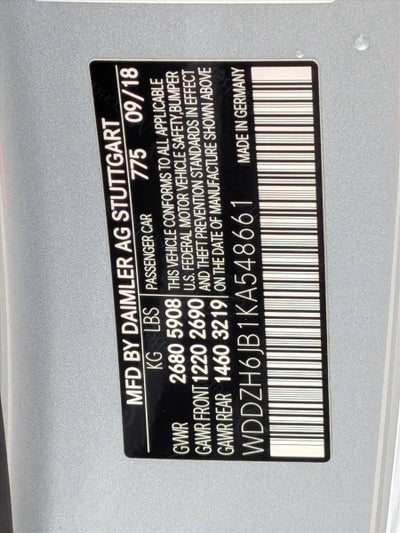 MFD BY DAIMLER AG STUTTGART
775 09/18
KG LBS PASSENGER CAR
GVWR 2680 5908 THIS VEHICLE CONFORMS TO ALL APPLICABLE
U.S. FEDERAL MOTOR VEHICLE SAFETY,BUMPER
GAWR FRONT 1220 2690 AND THEFT PREVENTION STANDARDS IN EFFECT
GAWR REAR 1460 3219 ON THE DATE OF MANUFACTURE SHOWN ABOVE
WDDZH6JB1KA548661 MADE IN GERMANY